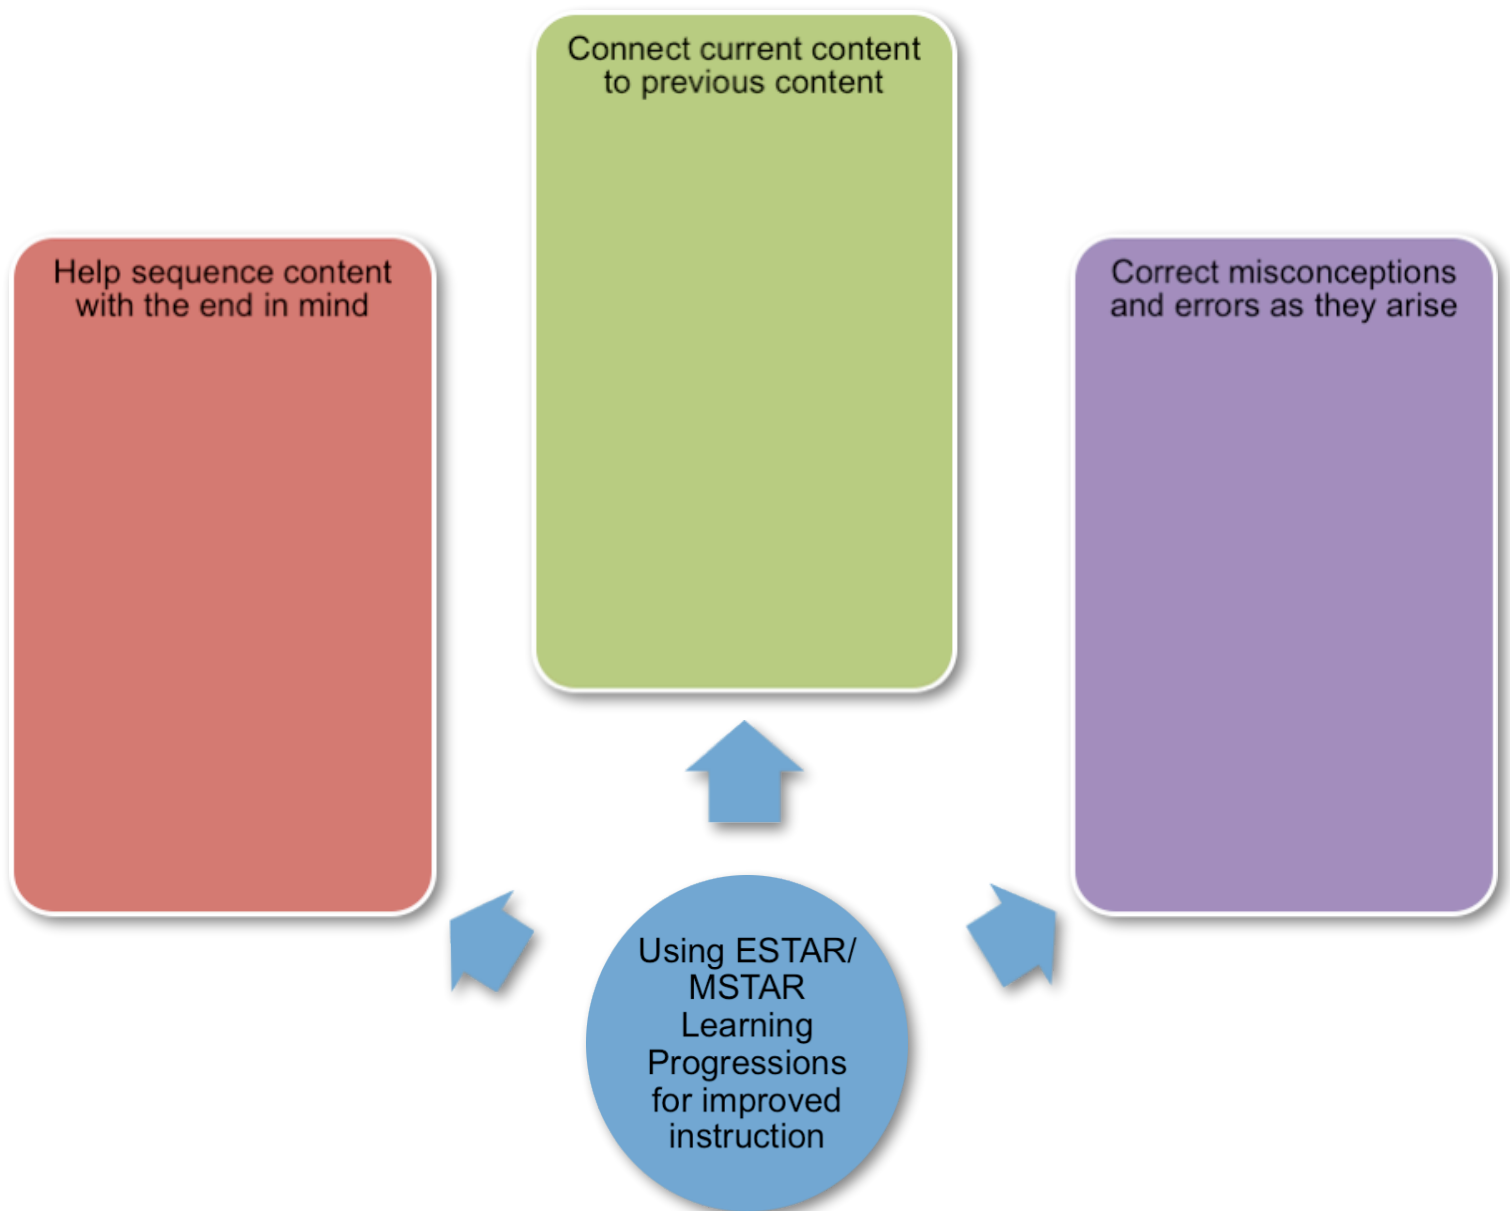 Connect current content
to previous content
Help sequence content
with the end in mind
Correct misconceptions
and errors as they arise
Using ESTAR/
MSTAR
Learning
Progressions
for improved
instruction